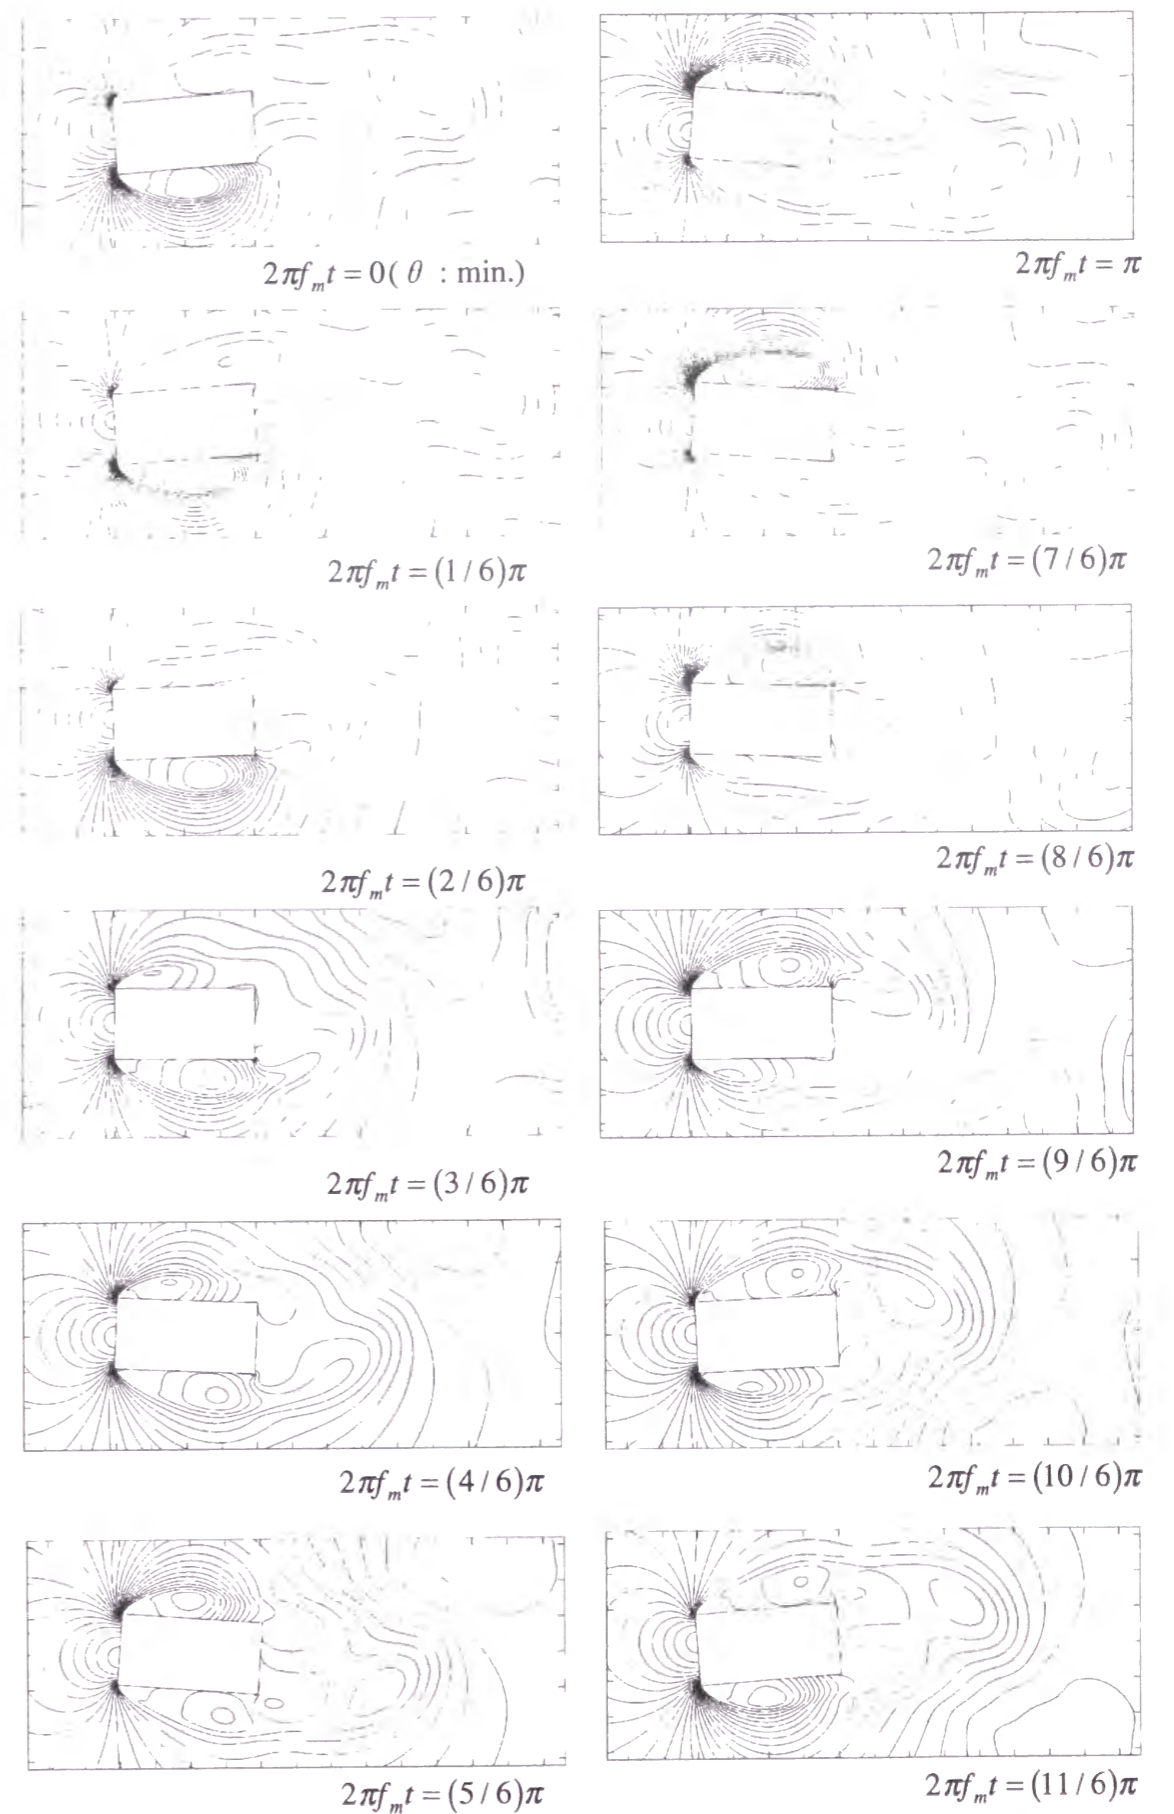 2πf_m t = 0( θ : min.)
2πf_m t = π
2πf_m t = (1/6)π
2πf_m t = (7/6)π
2πf_m t = (2/6)π
2πf_m t = (8/6)π
2πf_m t = (3/6)π
2πf_m t = (9/6)π
2πf_m t = (4/6)π
2πf_m t = (10/6)π
2πf_m t = (5/6)π
2πf_m t = (11/6)π